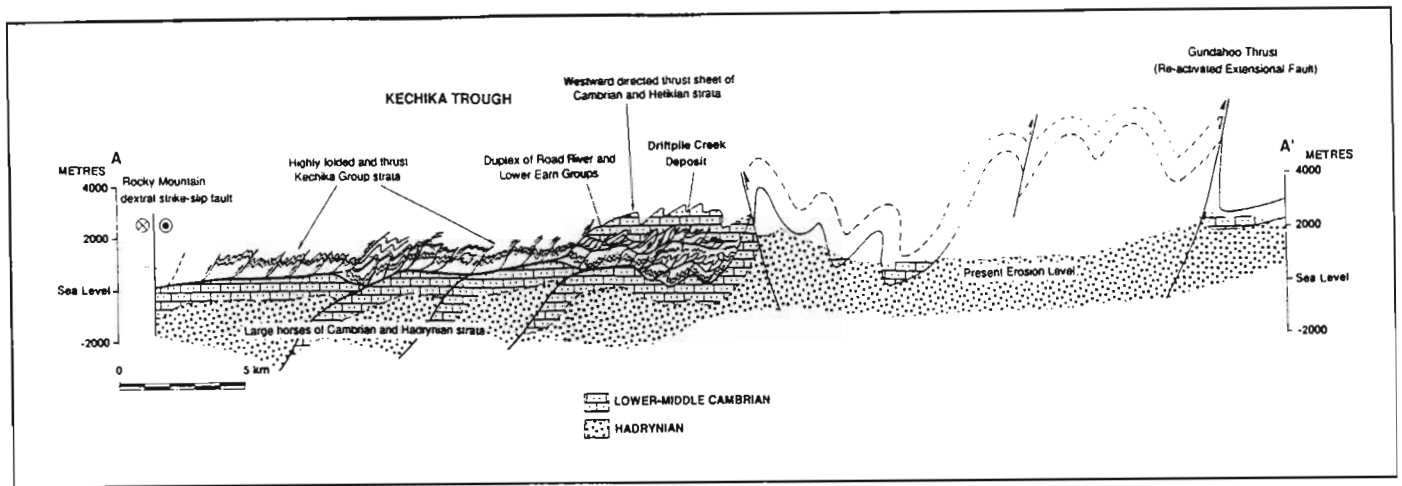 Gundahoo Thrust
(Re-activated Extensional Fault)
Westward directed thrust sheet of
Cambrian and Helikian strata
KECHIKA TROUGH
A
METRES
4000
2000
Sea Level
-2000
Rocky Mountain
dextral strike-slip fault
Highly folded and thrust
Kechika Group strata
Duplex of Road River and
Lower Earn Groups
Driftpile Creek
Deposit
A'
METRES
4000
2000
Sea Level
-2000
Present Erosion Level
Large horses of Cambrian and Hadrynian strata
0 5 km
LOWER-MIDDLE CAMBRIAN
HADRYNIAN